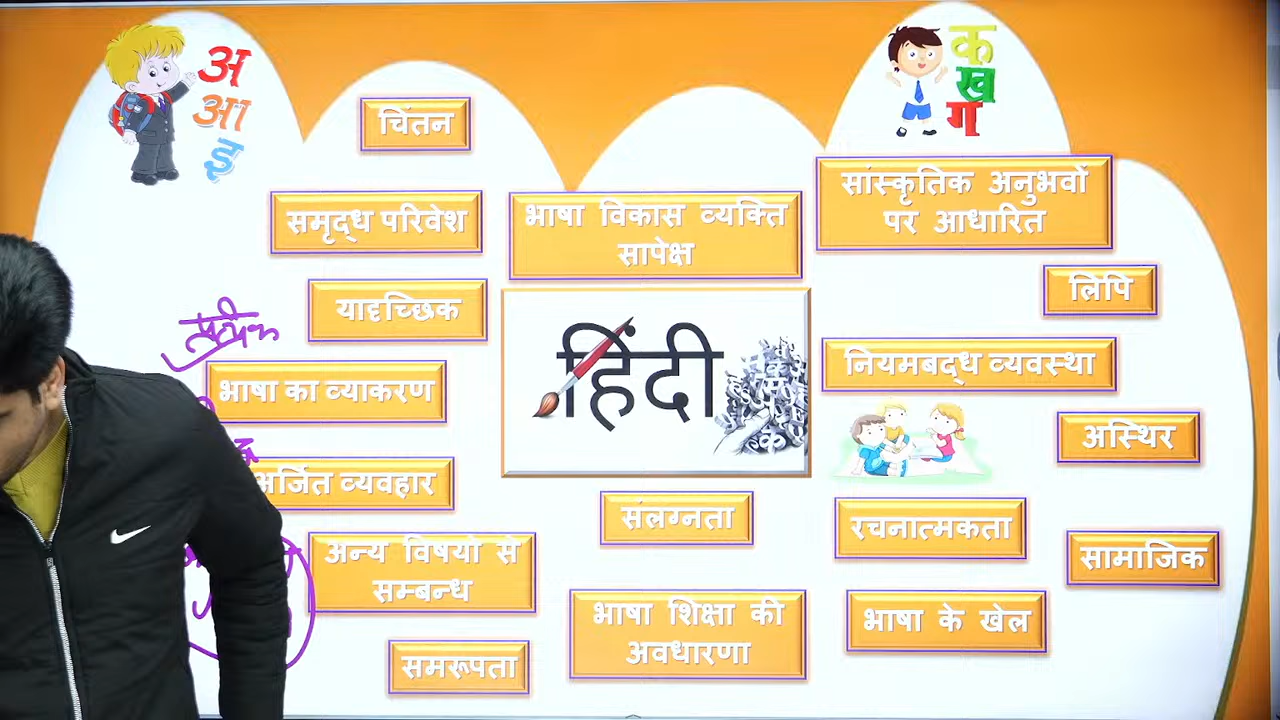 अ
आ
इ
क
ख
ग
चिंतन
समृद्ध परिवेश
भाषा विकास व्यक्ति
सापेक्ष
सांस्कृतिक अनुभवों
पर आधारित
यादृच्छिक
लिपि
प्रतीक
भाषा का व्याकरण
हिंदी
नियमबद्ध व्यवस्था
अर्जित व्यवहार
अस्थिर
संलग्नता
रचनात्मकता
अन्य विषयो से
सम्बन्ध
सामाजिक
भाषा शिक्षा की
अवधारणा
भाषा के खेल
समरूपता